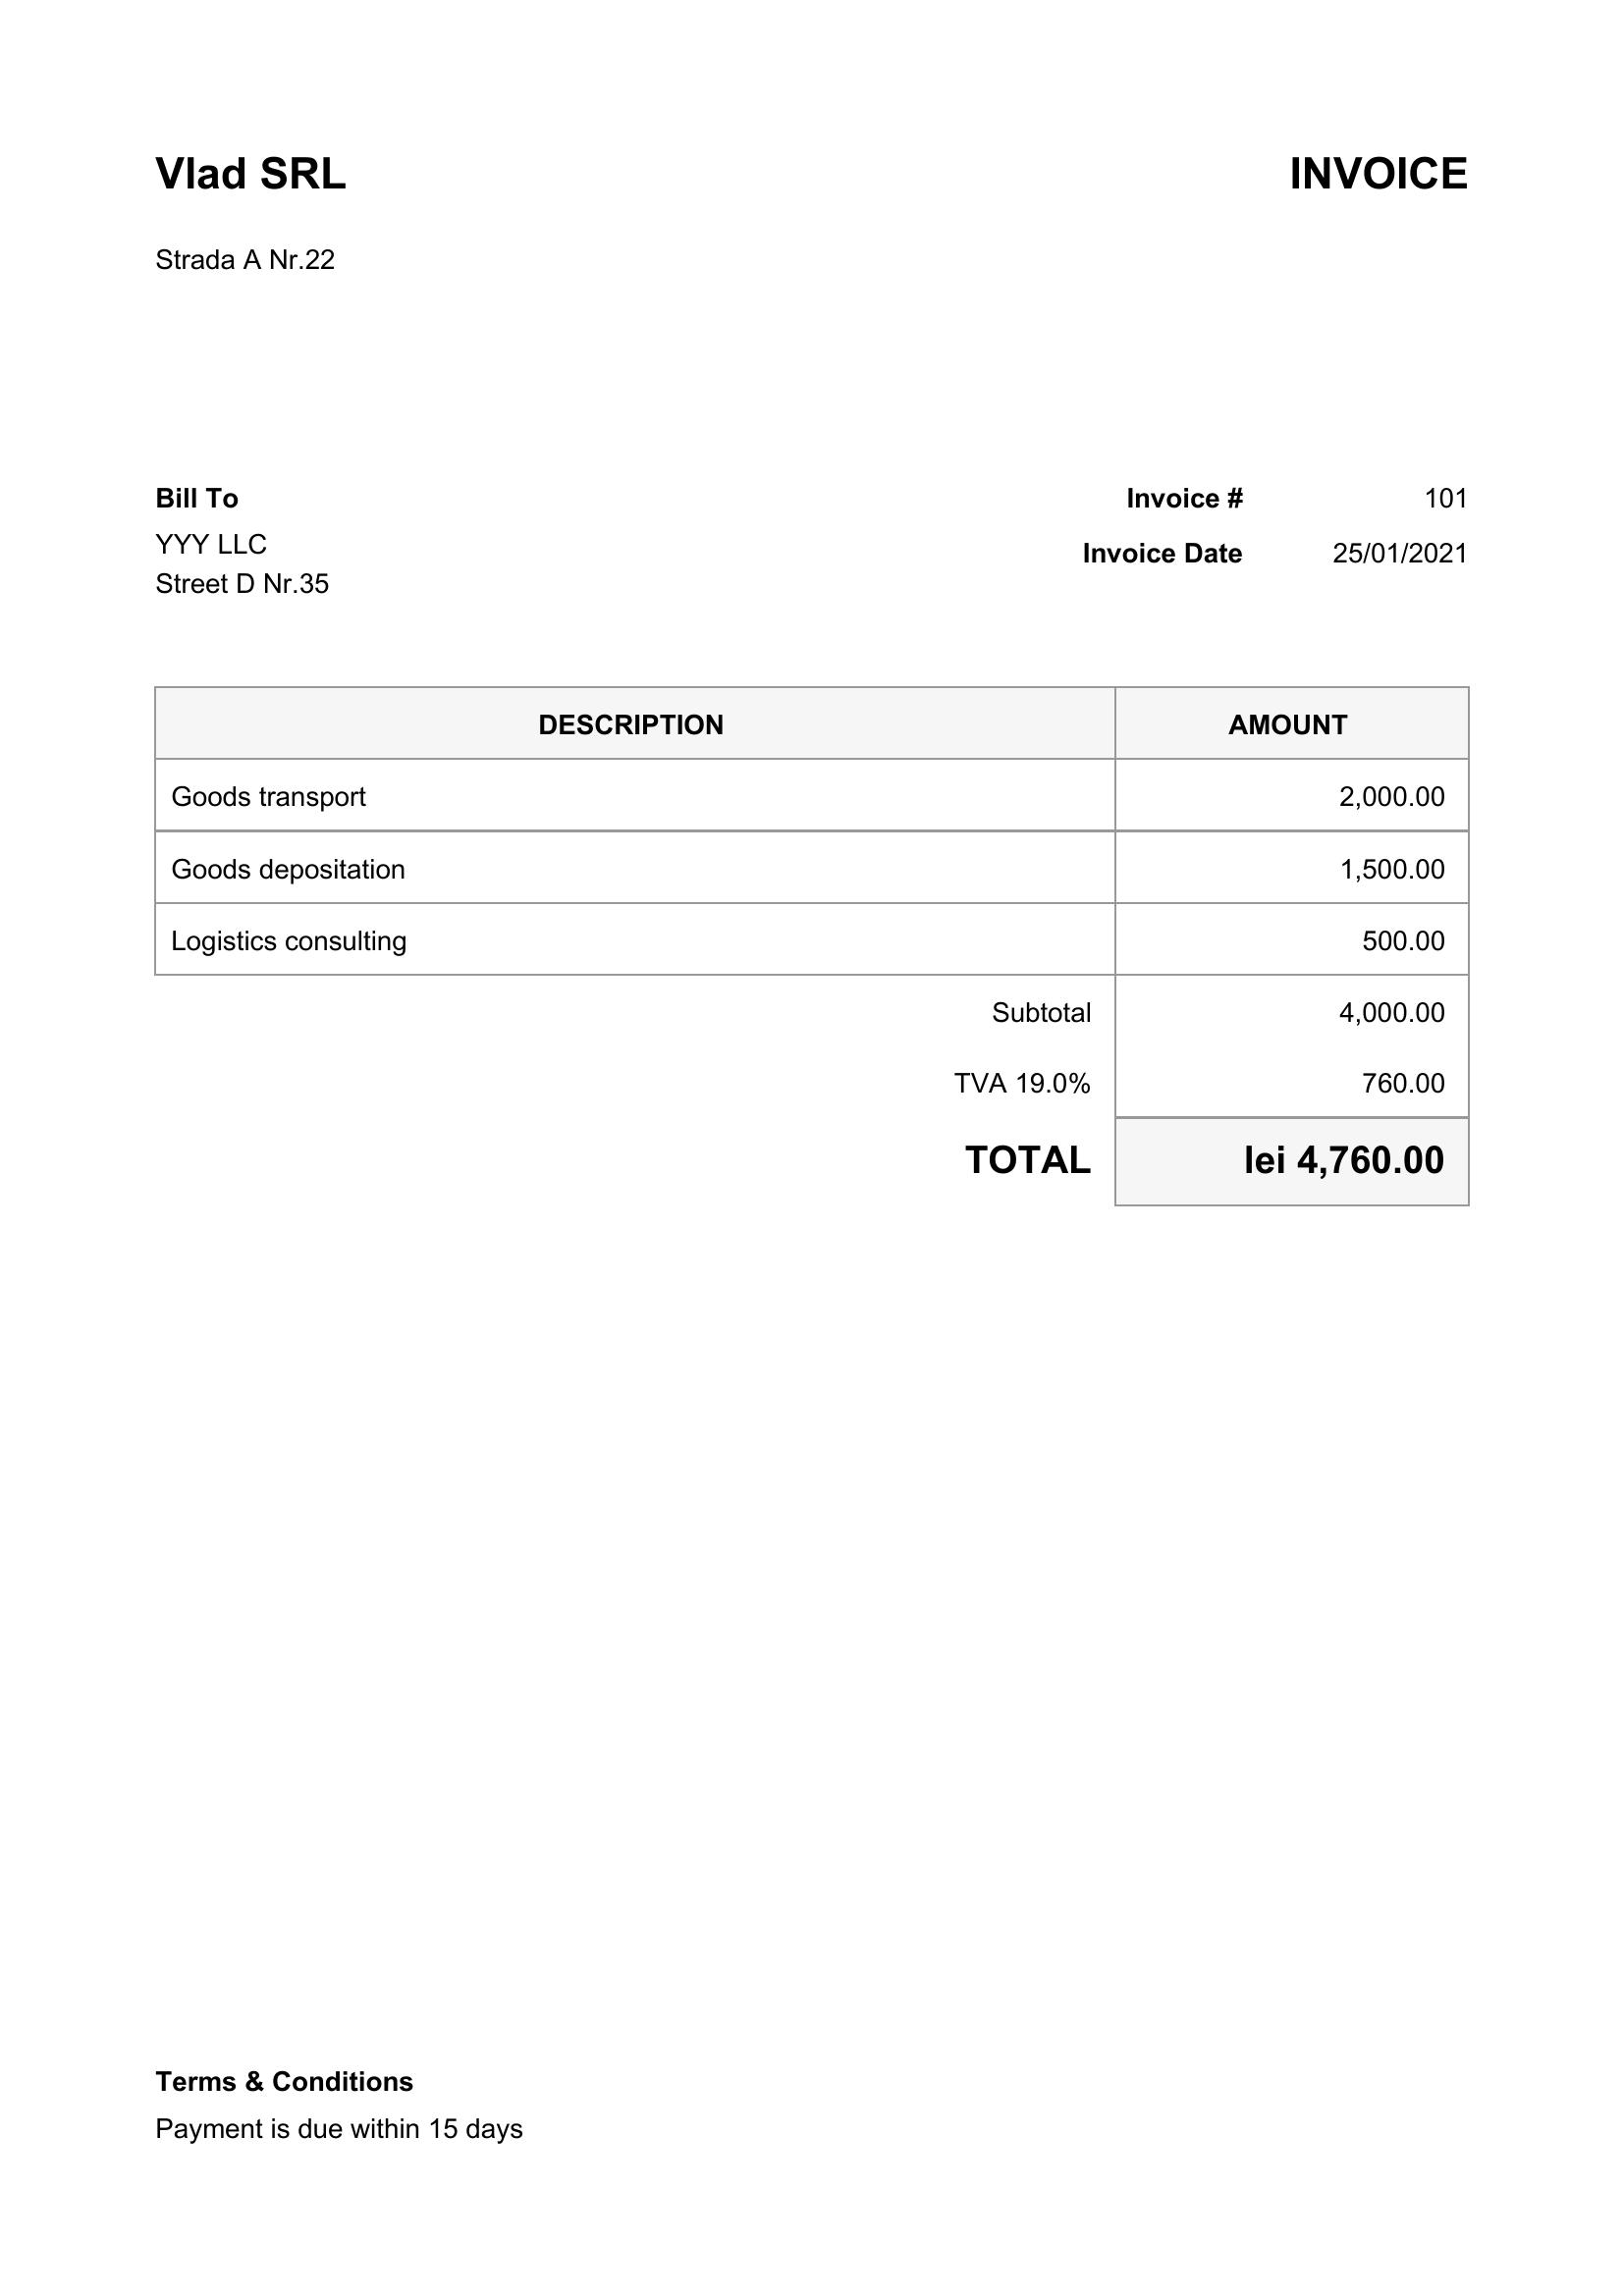 Vlad SRL INVOICE
Strada A Nr.22
Bill To Invoice # 101
YYY LLC Invoice Date 25/01/2021
Street D Nr.35
DESCRIPTION AMOUNT
Goods transport 2,000.00
Goods depositation 1,500.00
Logistics consulting 500.00
Subtotal 4,000.00
TVA 19.0% 760.00
TOTAL lei 4,760.00
Terms & Conditions
Payment is due within 15 days